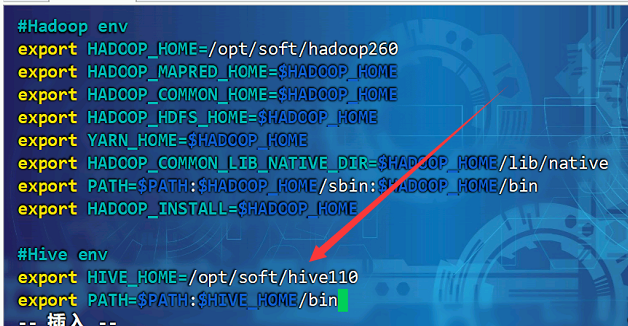 #Hadoop env
export HADOOP_HOME=/opt/soft/hadoop260
export HADOOP_MAPRED_HOME=$HADOOP_HOME
export HADOOP_COMMON_HOME=$HADOOP_HOME
export HADOOP_HDFS_HOME=$HADOOP_HOME
export YARN_HOME=$HADOOP_HOME
export HADOOP_COMMON_LIB_NATIVE_DIR=$HADOOP_HOME/lib/native
export PATH=$PATH:$HADOOP_HOME/sbin:$HADOOP_HOME/bin
export HADOOP_INSTALL=$HADOOP_HOME
#Hive env
export HIVE_HOME=/opt/soft/hive110
export PATH=$PATH:$HIVE_HOME/bin
-- 插入 --